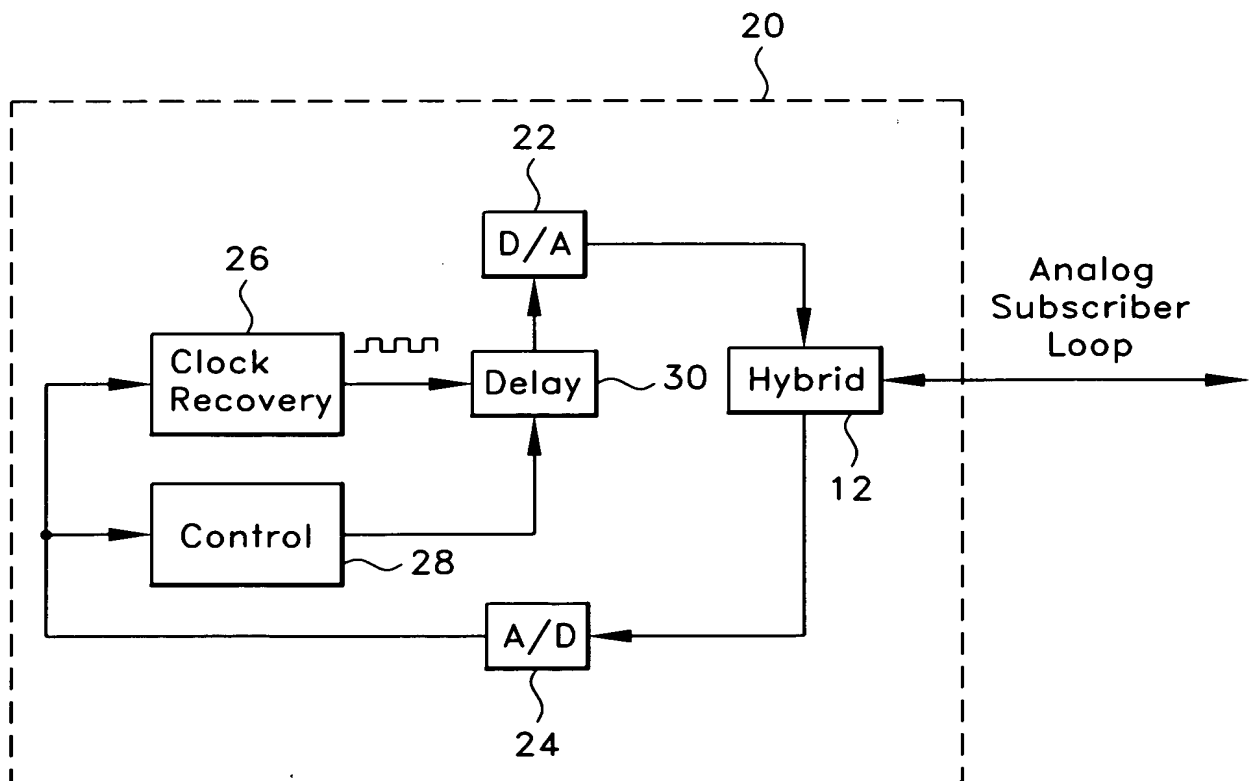 20
22
D/A
26
Analog
Subscriber
Loop
Clock
Recovery
Delay
30
Hybrid
12
Control
28
A/D
24